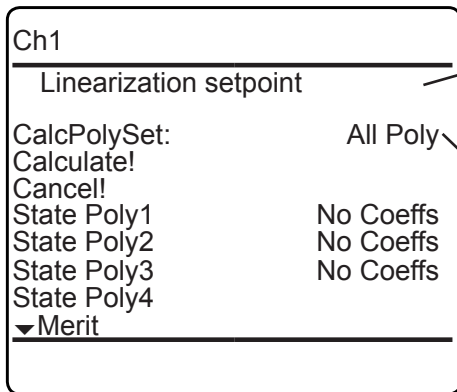 Ch1
Linearization setpoint
CalcPolySet: All Poly
Calculate!
Cancel!
State Poly1 No Coeffs
State Poly2 No Coeffs
State Poly3 No Coeffs
State Poly4
Merit